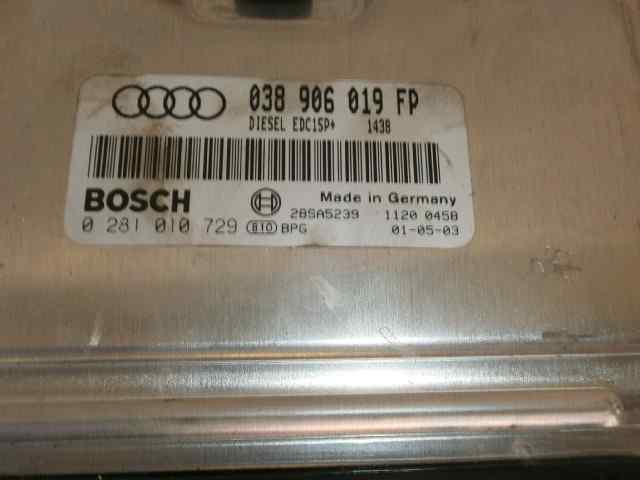 038 906 019 FP
DIESEL EDC15P+ 1438
BOSCH
Made in Germany
28SA5239 1120 0458
0 281 010 729 810 BPG 01-05-03